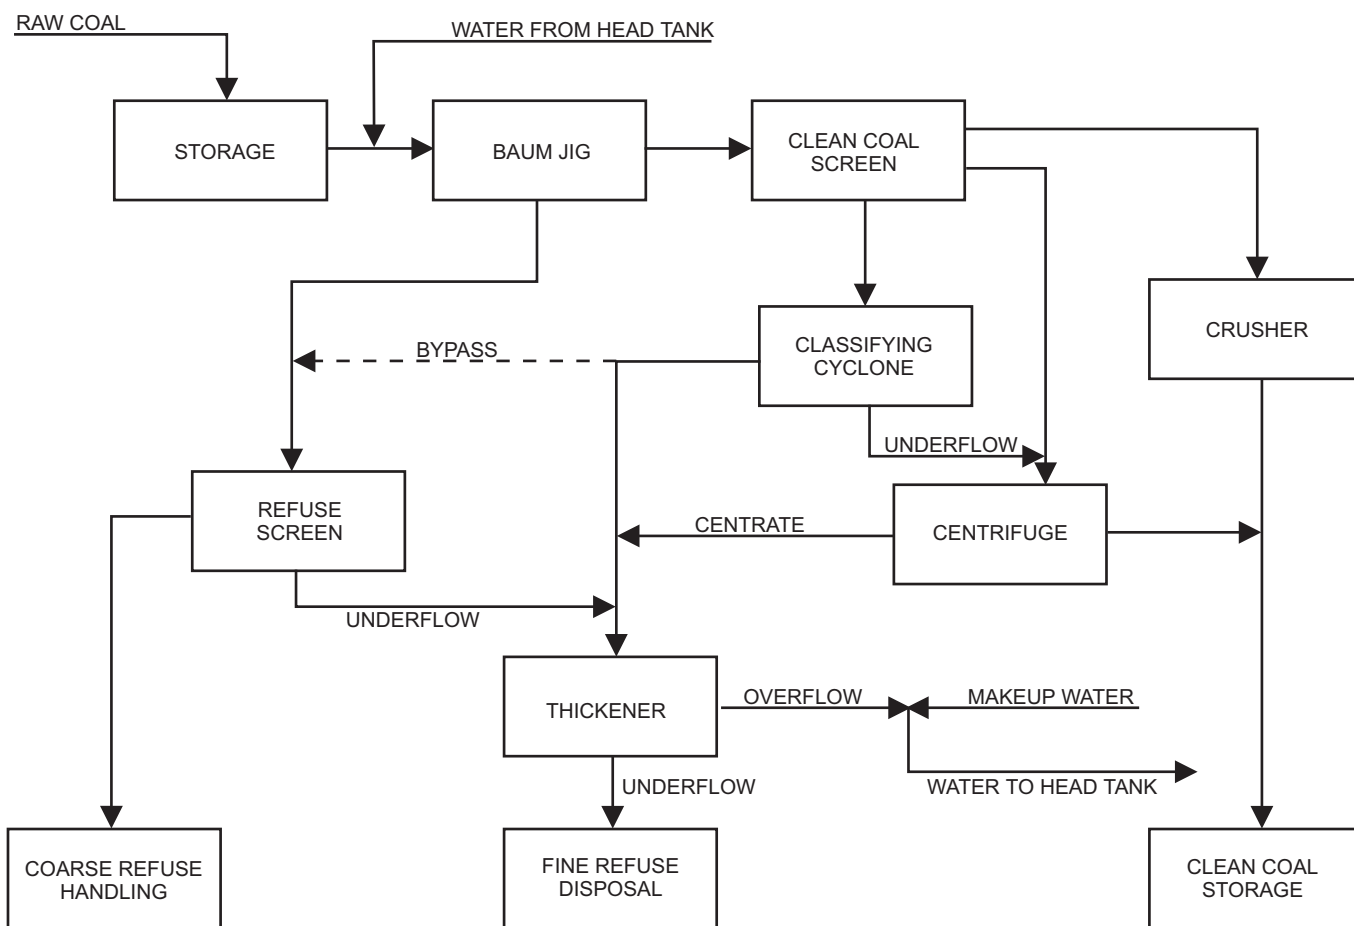 RAW COAL
WATER FROM HEAD TANK
STORAGE
BAUM JIG
CLEAN COAL
SCREEN
CRUSHER
BYPASS
CLASSIFYING
CYCLONE
UNDERFLOW
REFUSE
SCREEN
CENTRATE
CENTRIFUGE
UNDERFLOW
THICKENER
OVERFLOW
MAKEUP WATER
UNDERFLOW
WATER TO HEAD TANK
COARSE REFUSE
HANDLING
FINE REFUSE
DISPOSAL
CLEAN COAL
STORAGE